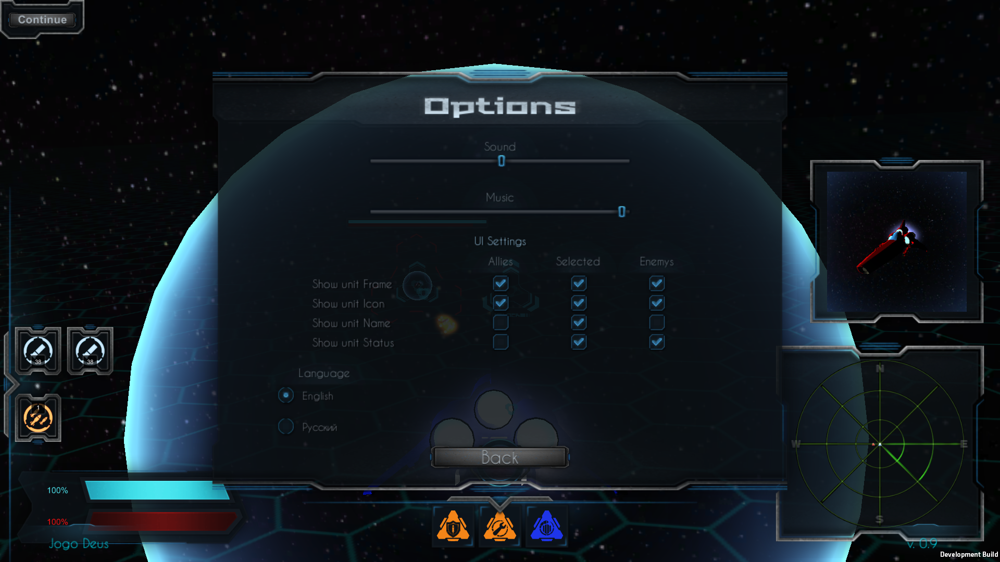 Continue
Options
Sound
Music
UI Settings
Allies Selected Enemys
Show unit Frame
Show unit Icon
Show unit Name
Show unit Status
Language
English
Русский
Back
38 38
1
100%
100%
Jogo Deus
N
W E
S
v. 0.9
Development Build